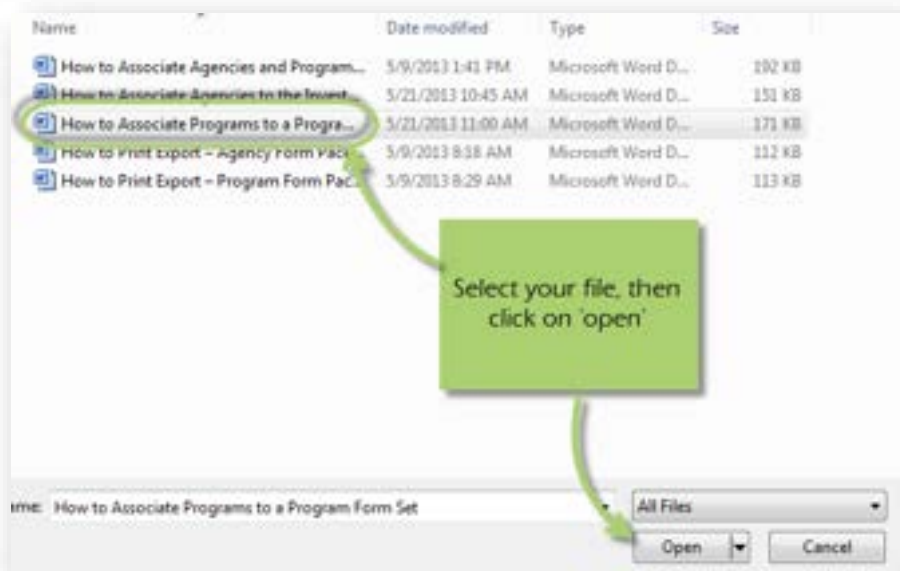 Name Date modified Type Size
How to Associate Agencies and Program... 5/9/2013 1:41 PM Microsoft Word D... 192 KB
How to Associate Agencies to the Invest... 5/21/2013 10:45 AM Microsoft Word D... 151 KB
How to Associate Programs to a Progra... 5/21/2013 11:00 AM Microsoft Word D... 171 KB
How to Print Export – Agency Form Pack... 5/9/2013 8:18 AM Microsoft Word D... 112 KB
How to Print Export – Program Form Pac... 5/9/2013 8:29 AM Microsoft Word D... 113 KB
Select your file, then
click on 'open'
ame: How to Associate Programs to a Program Form Set All Files
Open Cancel